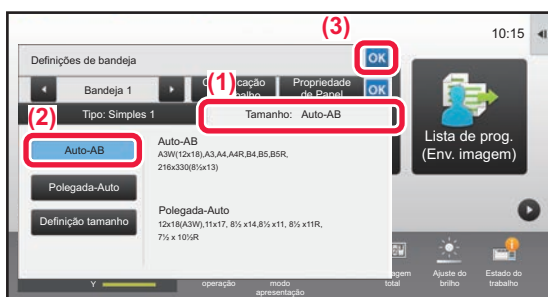 (3)
10:15
Definições de bandeja
OK
(1)
Bandeja 1
cação
Propriedade
de Papel
OK
(2)
Tipo: Simples 1
Tamanho: Auto-AB
Auto-AB
Auto-AB
A3W(12x18),A3,A4,A4R,B4,B5,B5R,
216x330(8½x13)
Polegada-Auto
Definição tamanho
Polegada-Auto
12x18(A3W),11x17, 8½ x14,8½ x11, 8½ x11R,
7½ x 10½R
Lista de prog.
(Env. imagem)
Y
operação
modo
apresentação
total
Ajuste do
brilho
Estado do
trabalho